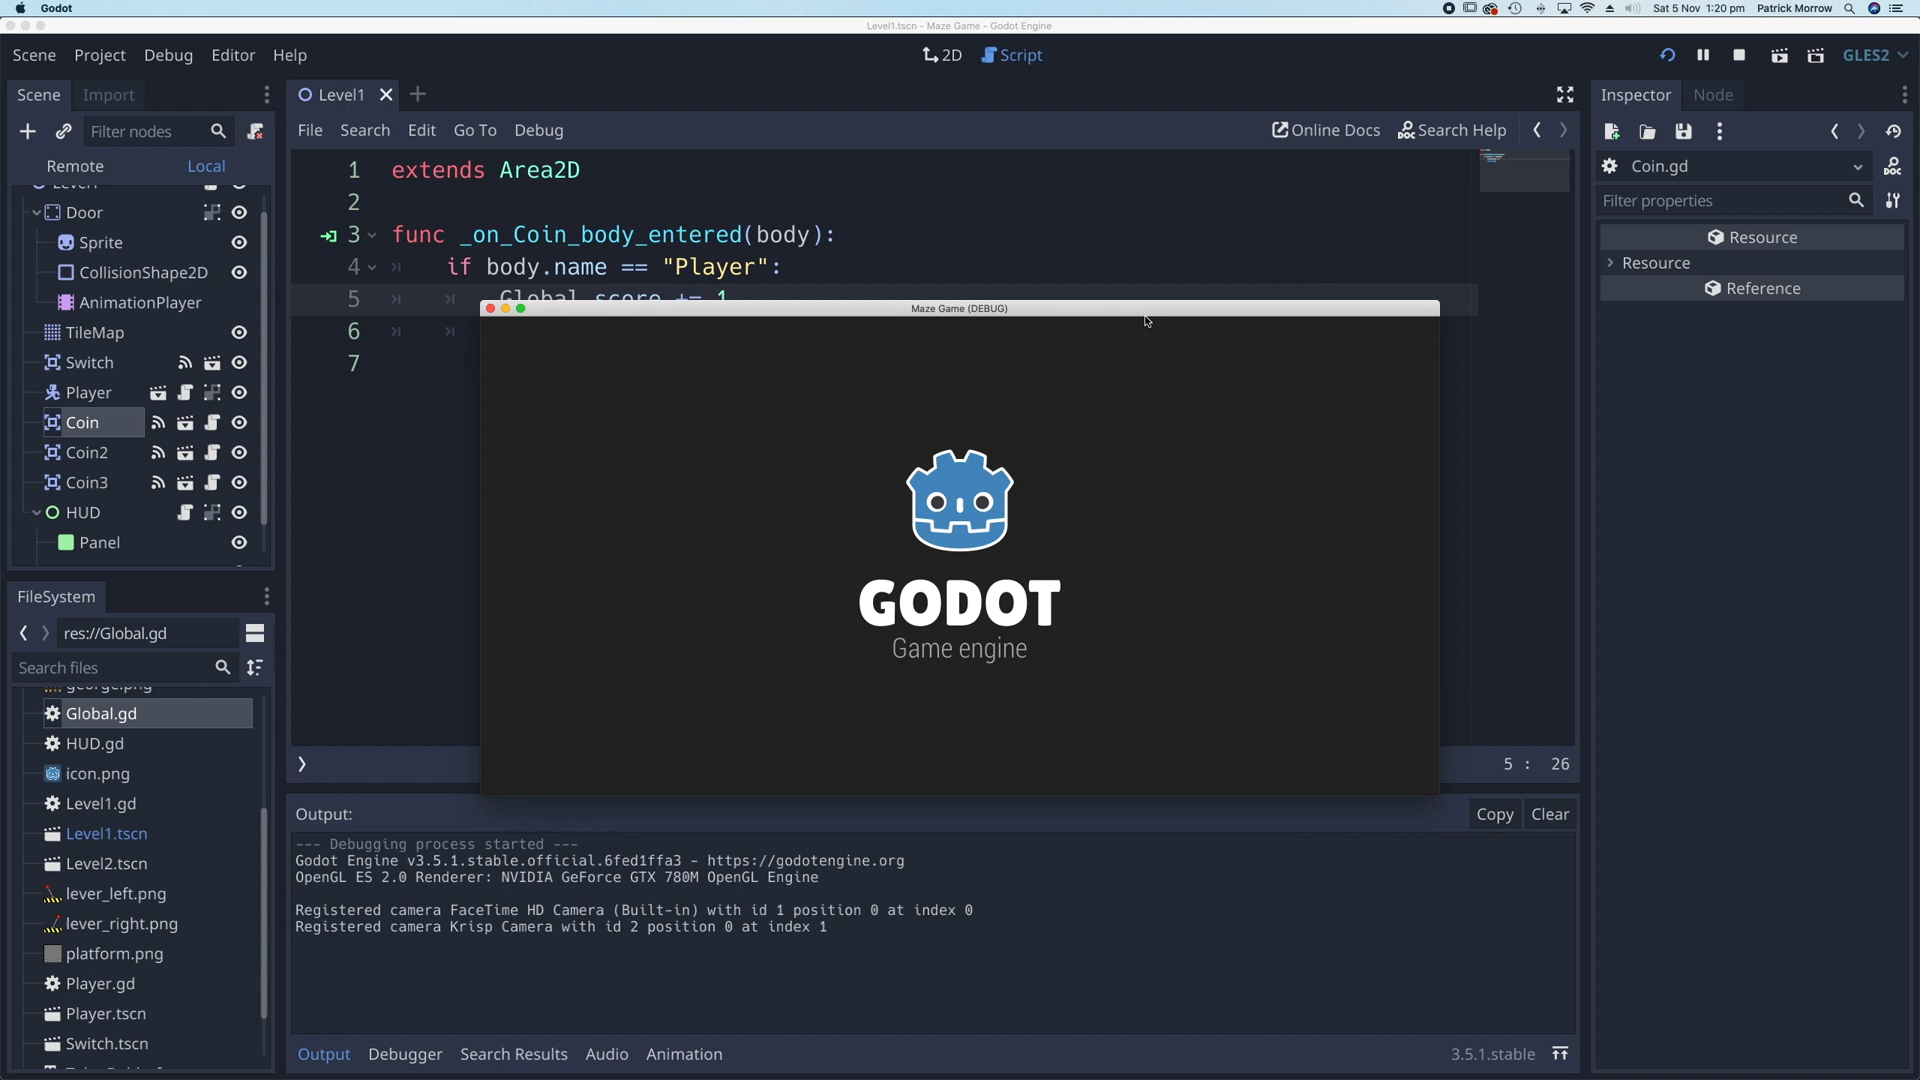 Godot
Sat 5 Nov 1:20 pm Patrick Morrow
Level1.tscn - Maze Game - Godot Engine
Scene Project Debug Editor Help
2D Script
GLES2
Scene Import
Level1
Inspector Node
Filter nodes
File Search Edit Go To Debug
Online Docs Search Help
Remote Local
Coin.gd
Filter properties
Resource
Resource
Reference
1 extends Area2D
2
3 func _on_Coin_body_entered(body):
4 if body.name == "Player":
5 Global.score += 1
6
7
Level1
Door
Sprite
CollisionShape2D
AnimationPlayer
TileMap
Switch
Player
Coin
Coin2
Coin3
HUD
Panel
Maze Game (DEBUG)
GODOT
Game engine
FileSystem
res://Global.gd
Search files
george.png
Global.gd
HUD.gd
icon.png
Level1.gd
Level1.tscn
Level2.tscn
lever_left.png
lever_right.png
platform.png
Player.gd
Player.tscn
Switch.tscn
5 : 26
Output:
Copy Clear
--- Debugging process started ---
Godot Engine v3.5.1.stable.official.6fed1ffa3 - https://godotengine.org
OpenGL ES 2.0 Renderer: NVIDIA GeForce GTX 780M OpenGL Engine
Registered camera FaceTime HD Camera (Built-in) with id 1 position 0 at index 0
Registered camera Krisp Camera with id 2 position 0 at index 1
Output Debugger Search Results Audio Animation
3.5.1.stable